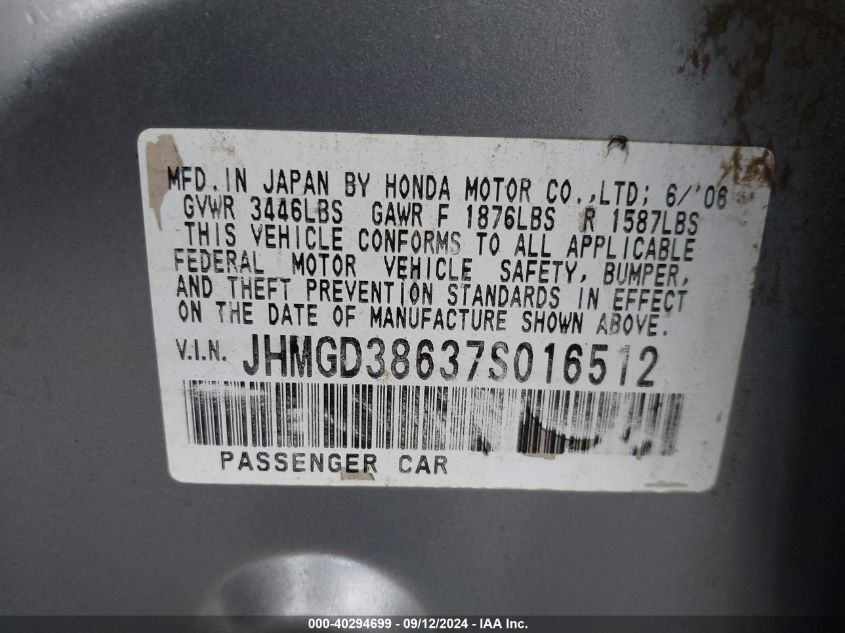 MFD. IN JAPAN BY HONDA MOTOR CO.,LTD; 6/'06
GVWR 3446LBS GAWR F 1876LBS R 1587LBS
THIS VEHICLE CONFORMS TO ALL APPLICABLE
FEDERAL MOTOR VEHICLE SAFETY, BUMPER,
AND THEFT PREVENTION STANDARDS IN EFFECT
ON THE DATE OF MANUFACTURE SHOWN ABOVE.
V.I.N. JHMGD38637S016512
PASSENGER CAR
000-40294699 - 09/12/2024 - IAA Inc.